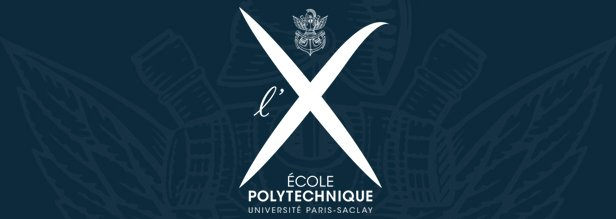 l'X
ÉCOLE
POLYTECHNIQUE
UNIVERSITÉ PARIS-SACLAY